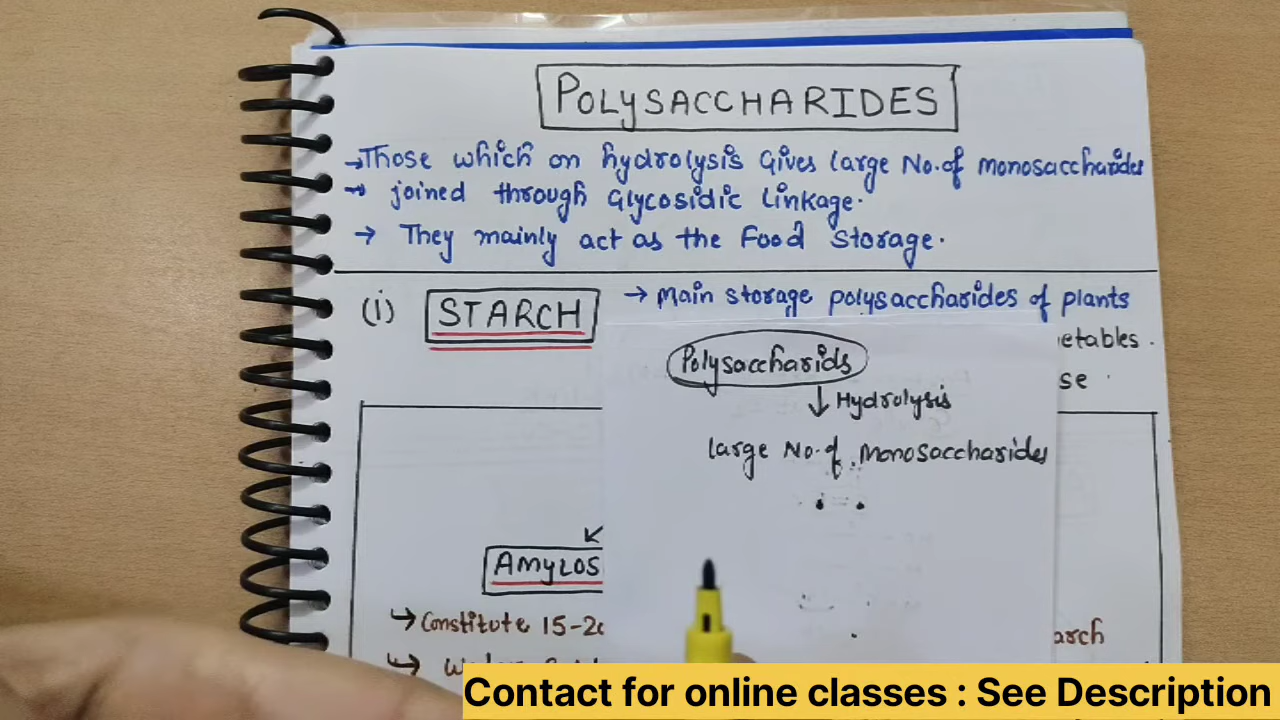 POLYSACCHARIDES
→Those which on hydrolysis Gives large No.of monosaccharides
→ joined through Glycosidic Linkage.
→ They mainly act as the Food Storage.
(i) STARCH → Main storage polysaccharides of plants
etables.
se
Polysaccharids
↓ Hydrolysis
large No.of monosaccharides
AMYLOS
→ Constitute 15-20
arch
Contact for online classes : See Description